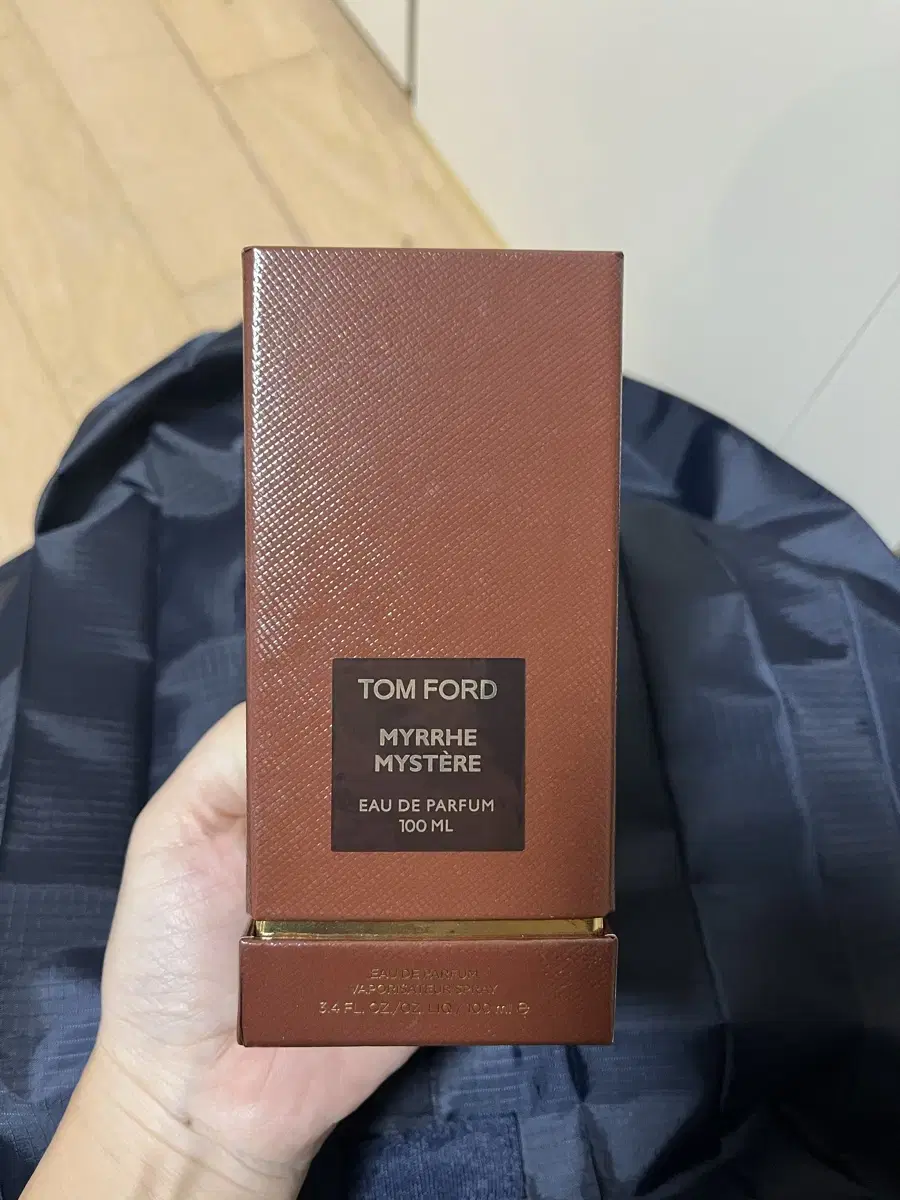 TOM FORD
MYRRHE
MYSTÈRE
EAU DE PARFUM
100 ML
EAU DE PARFUM
VAPORISATEUR SPRAY
3.4 FL. OZ./OZ. LIQ / 100 ml ℮